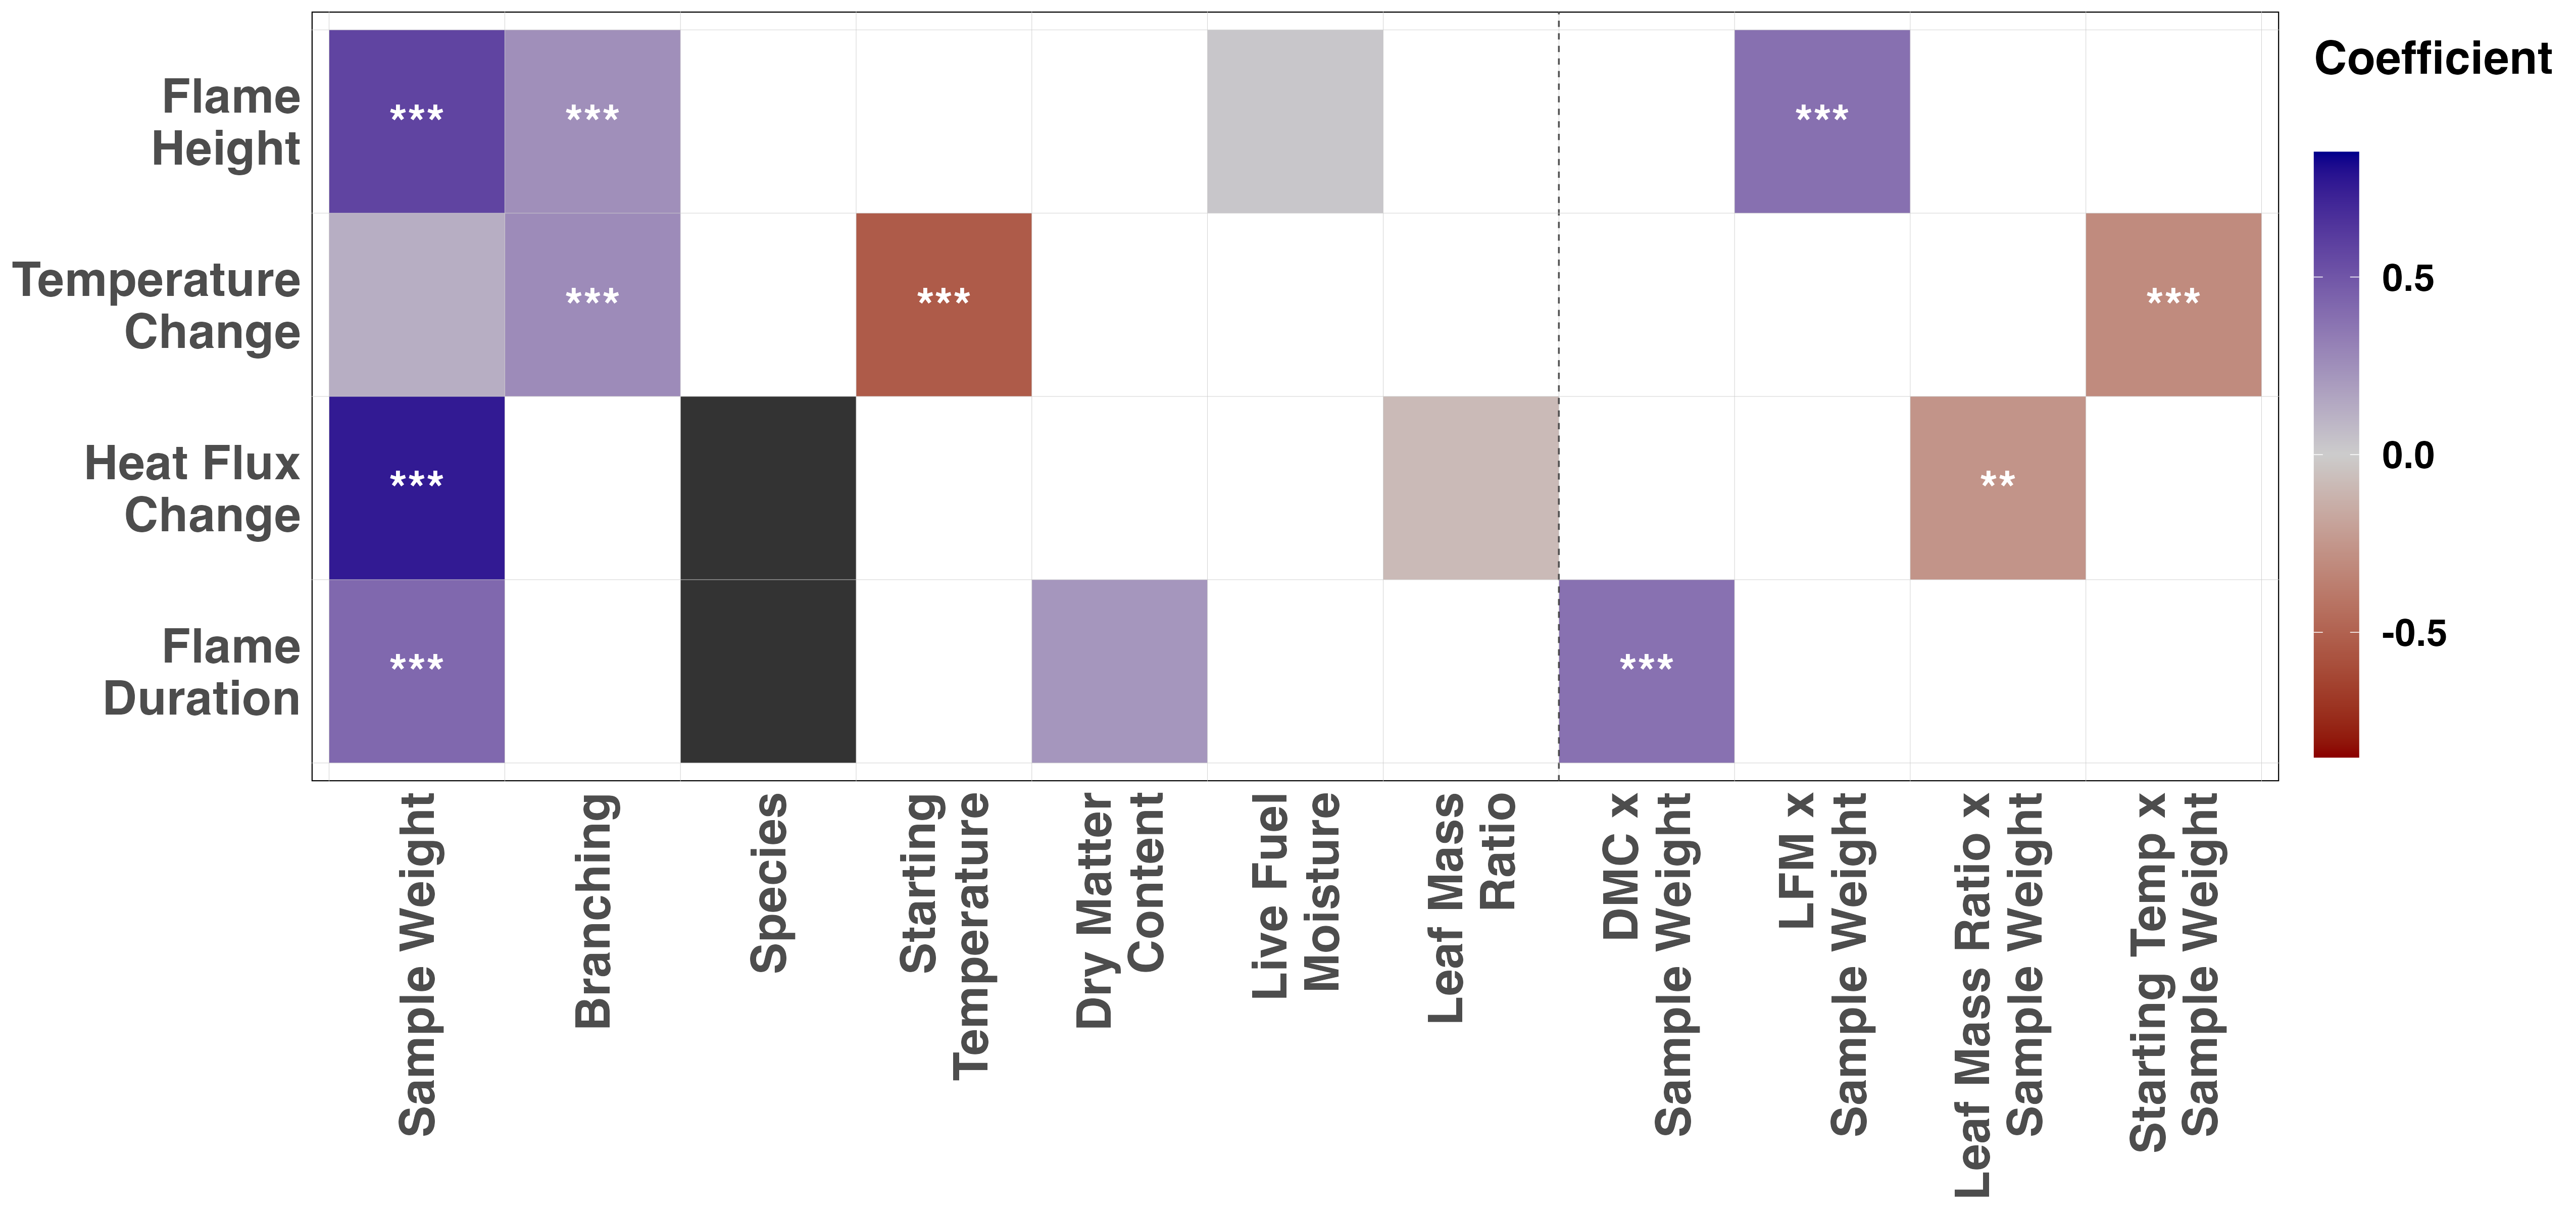 Flame
Height
***
***
***
Temperature
Change
***
***
***
Heat Flux
Change
***
**
Flame
Duration
***
***
Sample Weight
Branching
Species
Starting
Temperature
Dry Matter
Content
Live Fuel
Moisture
Leaf Mass
Ratio
DMC x
Sample Weight
LFM x
Sample Weight
Leaf Mass Ratio x
Sample Weight
Starting Temp x
Sample Weight
Coefficient
0.5
0.0
-0.5